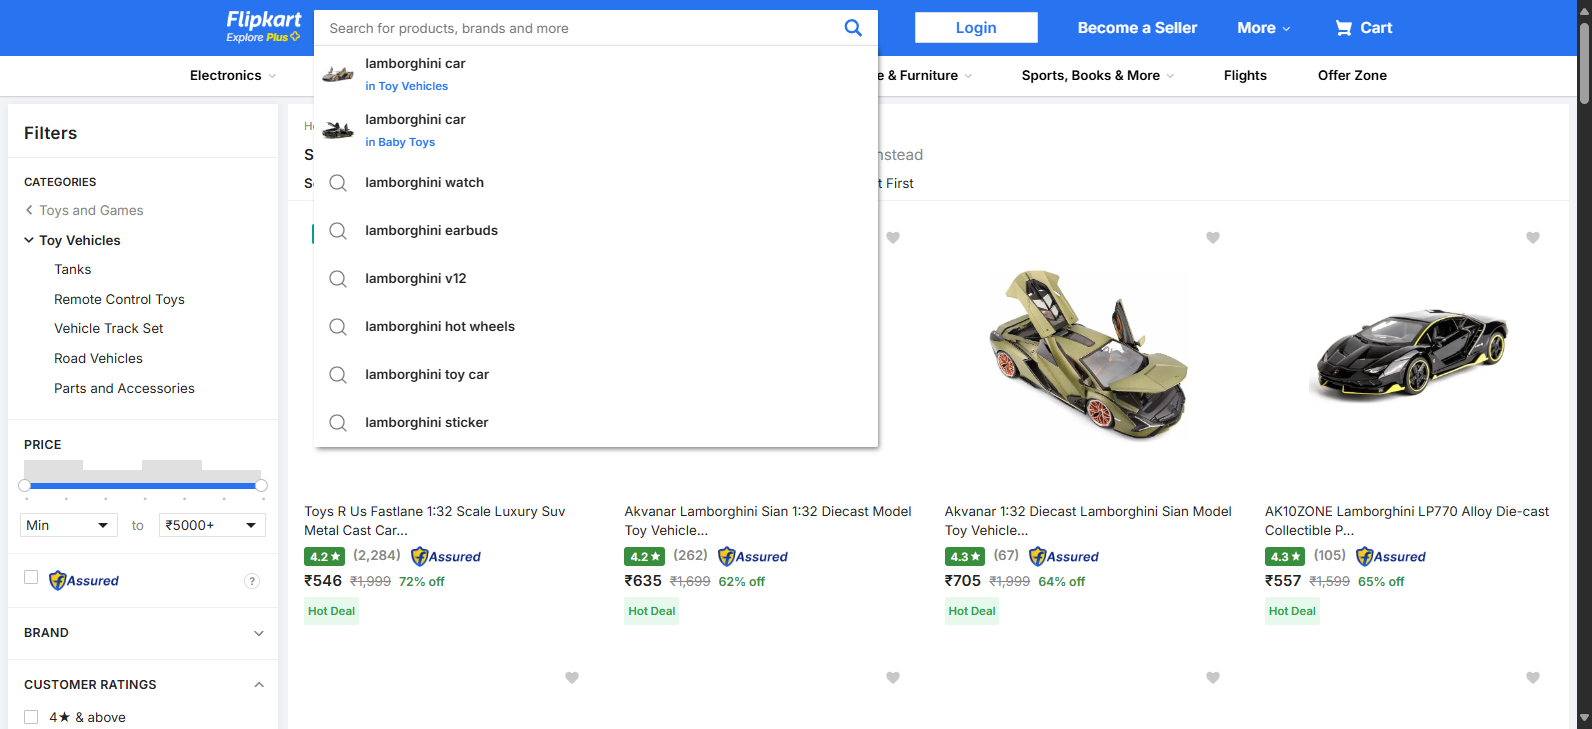 Flipkart
Explore Plus
Search for products, brands and more
Login
Become a Seller
More
Cart
Electronics
& Furniture
Sports, Books & More
Flights
Offer Zone
lamborghini car
in Toy Vehicles
lamborghini car
in Baby Toys
lamborghini watch
lamborghini earbuds
lamborghini v12
lamborghini hot wheels
lamborghini toy car
lamborghini sticker
First
Filters
CATEGORIES
Toys and Games
Toy Vehicles
Tanks
Remote Control Toys
Vehicle Track Set
Road Vehicles
Parts and Accessories
PRICE
Min
to
₹5000+
Assured
?
BRAND
CUSTOMER RATINGS
4★ & above
Toys R Us Fastlane 1:32 Scale Luxury Suv
Metal Cast Car...
4.2★ (2,284) Assured
₹546 ₹1,999 72% off
Hot Deal
Akvanar Lamborghini Sian 1:32 Diecast Model
Toy Vehicle...
4.2★ (262) Assured
₹635 ₹1,699 62% off
Hot Deal
Akvanar 1:32 Diecast Lamborghini Sian Model
Toy Vehicle...
4.3★ (67) Assured
₹705 ₹1,999 64% off
Hot Deal
AK10ZONE Lamborghini LP770 Alloy Die-cast
Collectible P...
4.3★ (105) Assured
₹557 ₹1,599 65% off
Hot Deal